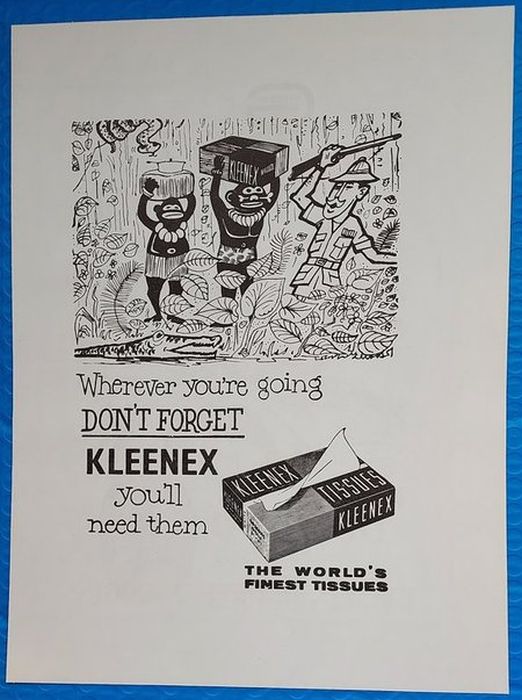 KLEENEX
Wherever you're going
DON'T FORGET
KLEENEX
you'll
need them
KLEENEX
TISSUES
KLEENEX
THE WORLD'S
FINEST TISSUES